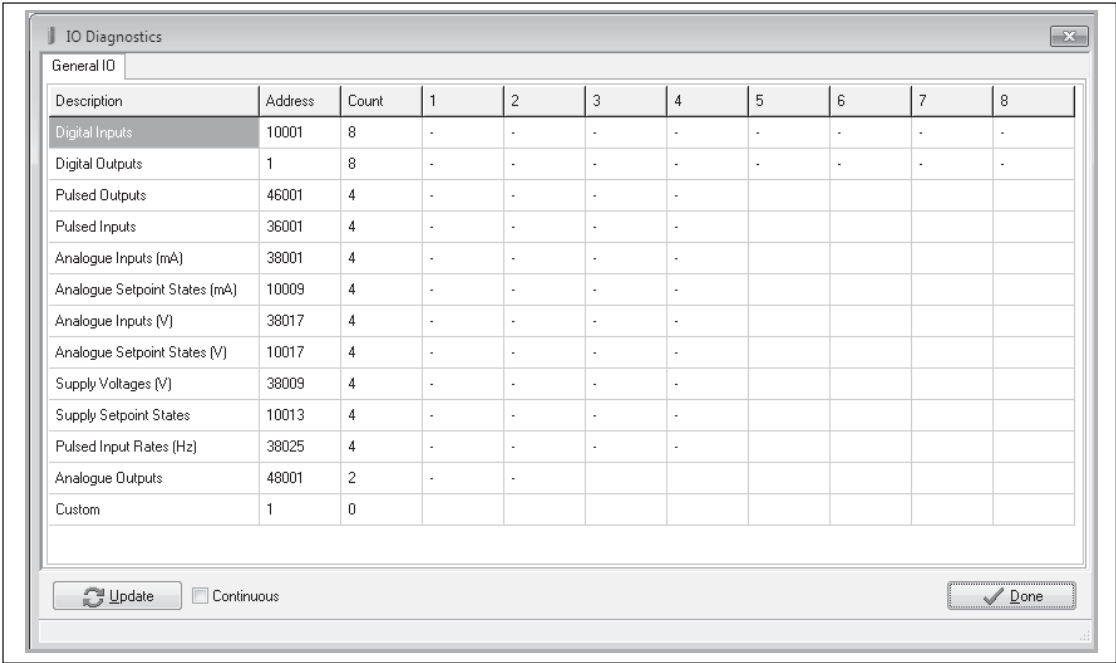 IO Diagnostics
General IO
Description Address Count 1 2 3 4 5 6 7 8
Digital Inputs 10001 8 - - - - - - - -
Digital Outputs 1 8 - - - - - - - -
Pulsed Outputs 46001 4 - - - -
Pulsed Inputs 36001 4 - - - -
Analogue Inputs (mA) 38001 4 - - - -
Analogue Setpoint States (mA) 10009 4 - - - -
Analogue Inputs (V) 38017 4 - - - -
Analogue Setpoint States (V) 10017 4 - - - -
Supply Voltages (V) 38009 4 - - - -
Supply Setpoint States 10013 4 - - - -
Pulsed Input Rates (Hz) 38025 4 - - - -
Analogue Outputs 48001 2 - -
Custom 1 0
Update Continuous Done